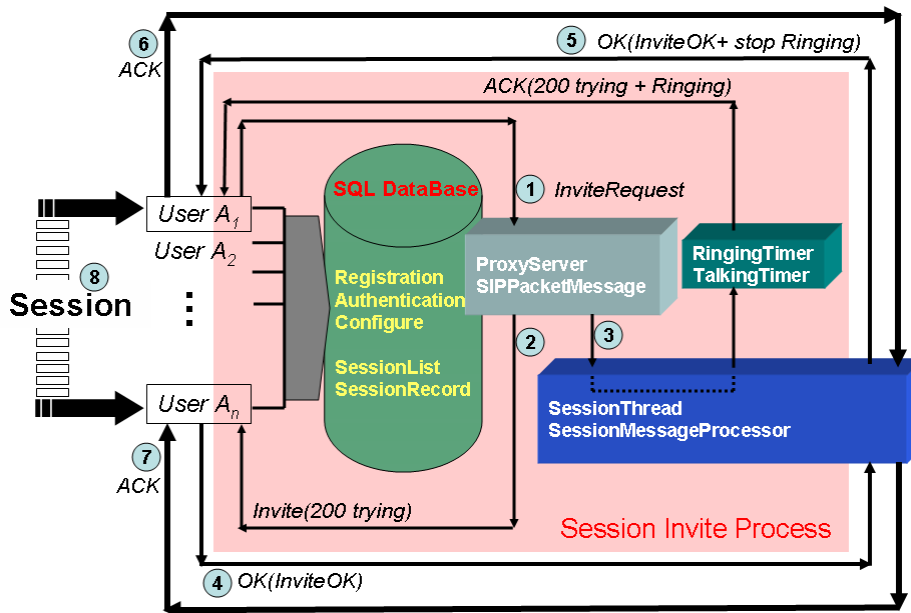 6
ACK
5
OK(InviteOK+ stop Ringing)
ACK(200 trying + Ringing)
SQL DataBase
1
InviteRequest
User A1
User A2
ProxyServer
SIPPacketMessage
RingingTimer
TalkingTimer
Registration
Authentication
Configure
8
Session
2
3
SessionList
SessionRecord
User An
SessionThread
SessionMessageProcessor
7
ACK
Invite(200 trying)
Session Invite Process
4
OK(InviteOK)